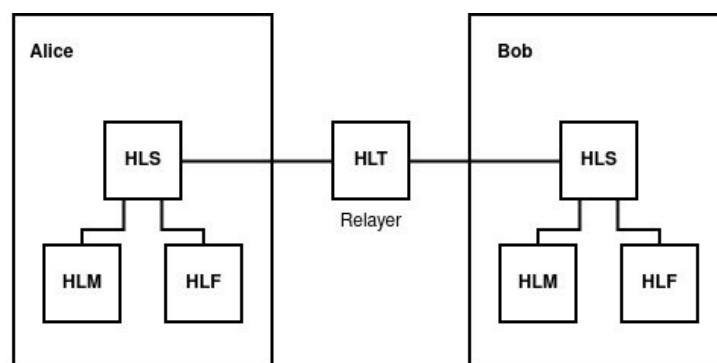 Alice
Bob
HLS
HLT
HLS
Relayer
HLM
HLF
HLM
HLF